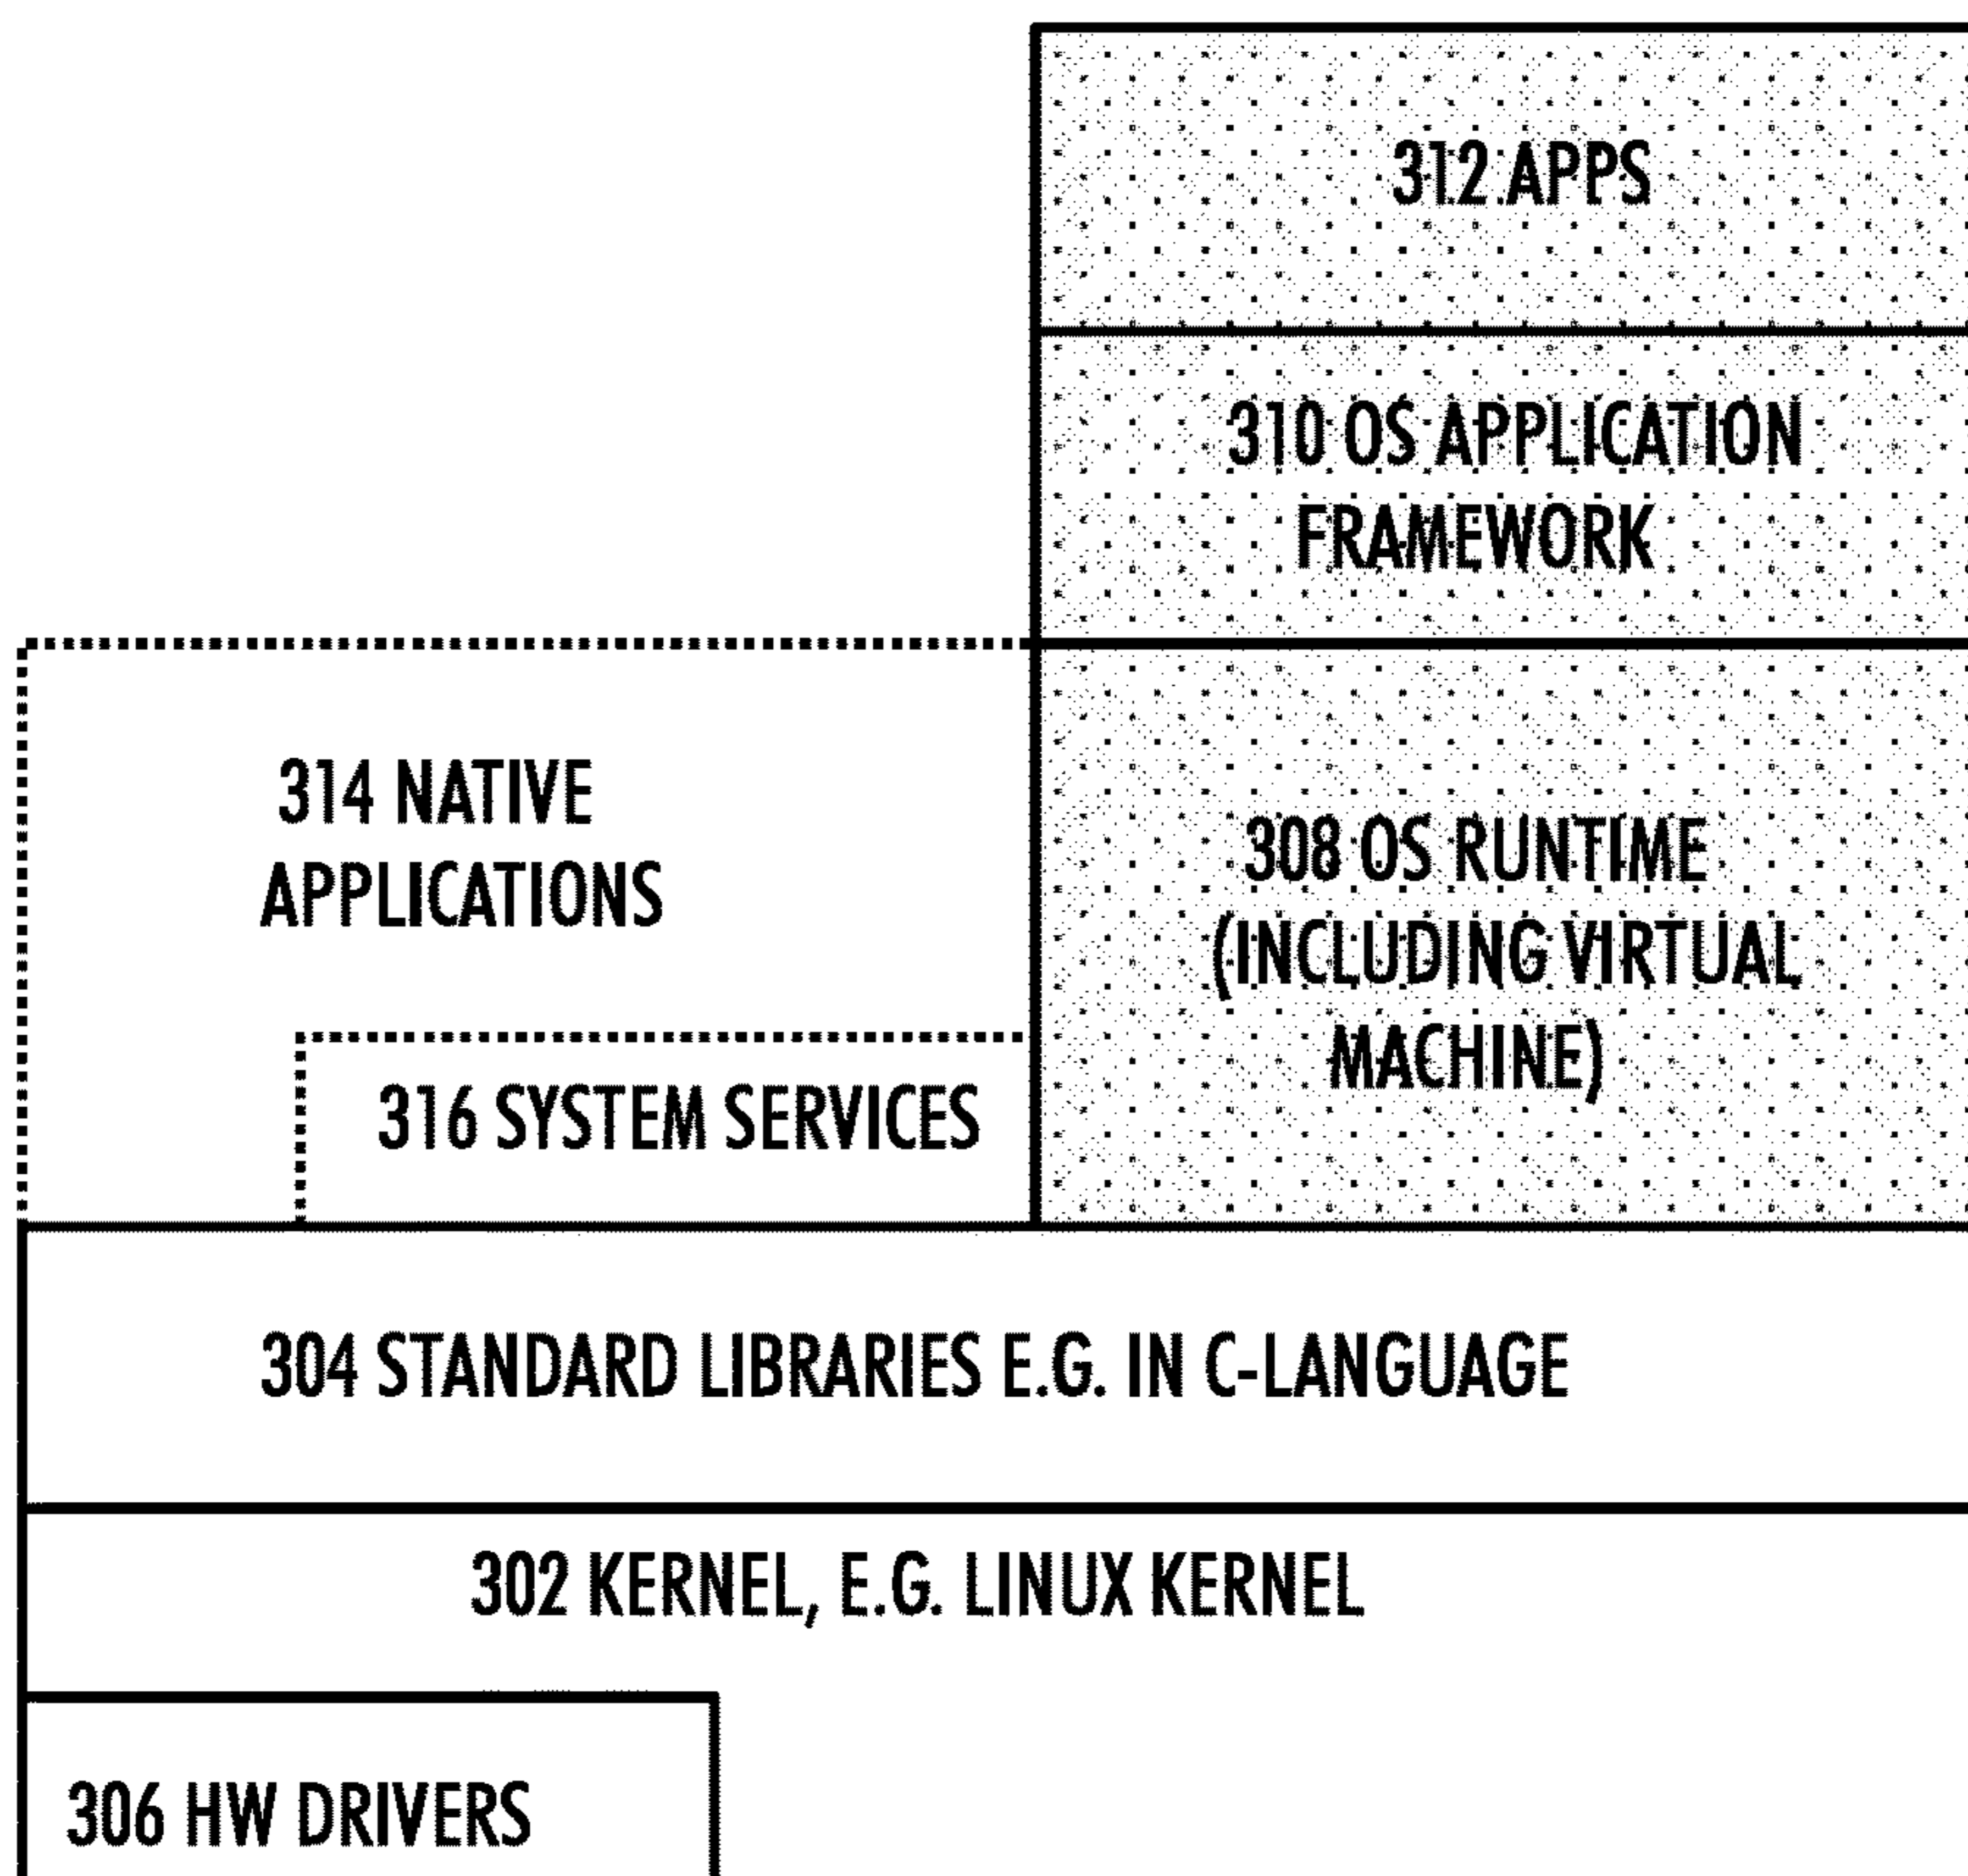 312 APPS
310 OS APPLICATION
FRAMEWORK
314 NATIVE
APPLICATIONS
308 OS RUNTIME
(INCLUDING VIRTUAL
MACHINE)
316 SYSTEM SERVICES
304 STANDARD LIBRARIES E.G. IN C-LANGUAGE
302 KERNEL, E.G. LINUX KERNEL
306 HW DRIVERS